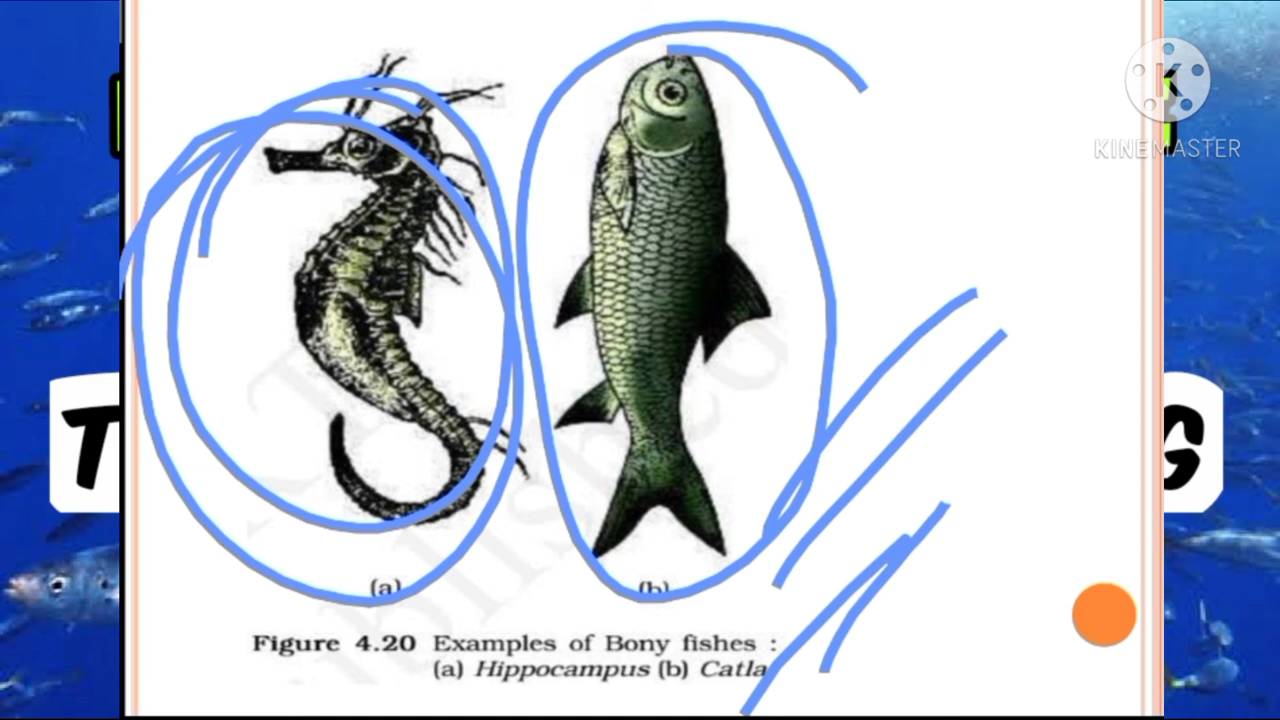 K
KINEMASTER
T
G
(a)
(b)
Figure 4.20 Examples of Bony fishes :
(a) Hippocampus (b) Catla